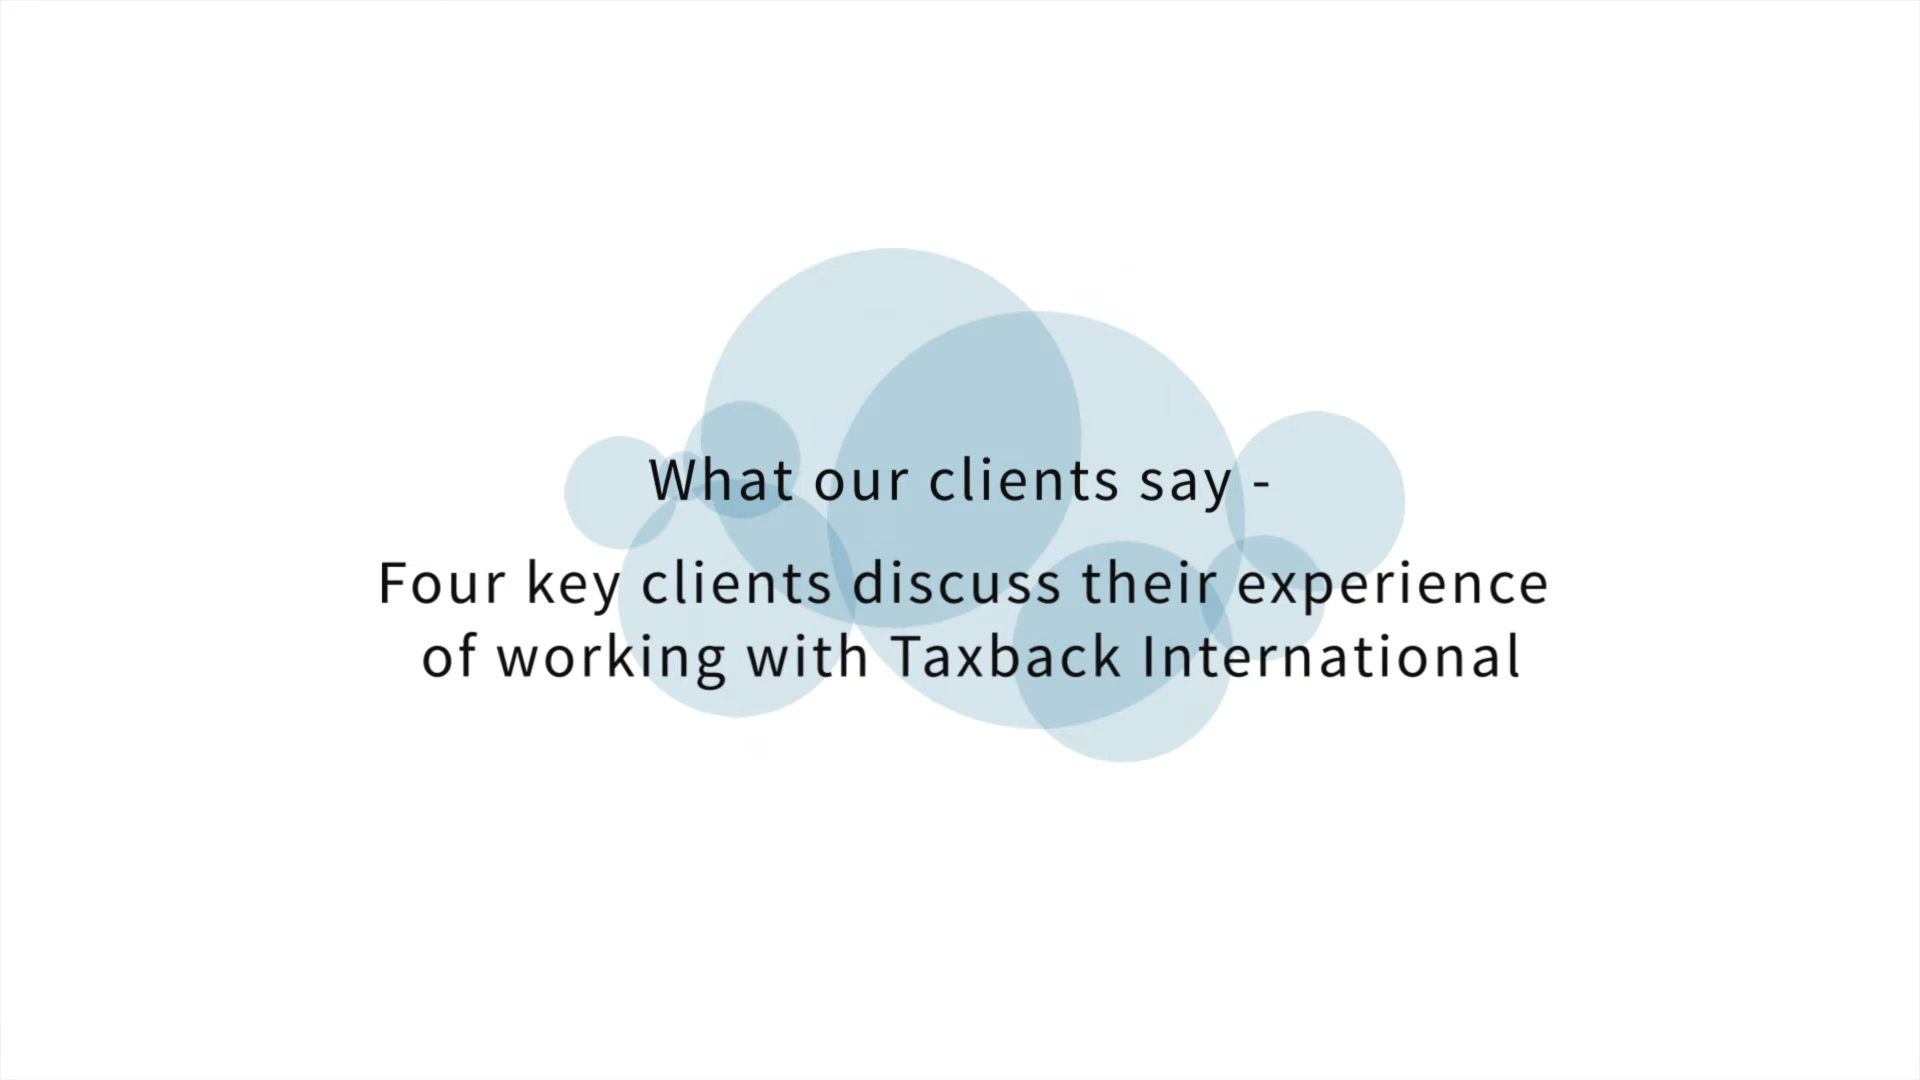 What our clients say -
Four key clients discuss their experience
of working with Taxback International